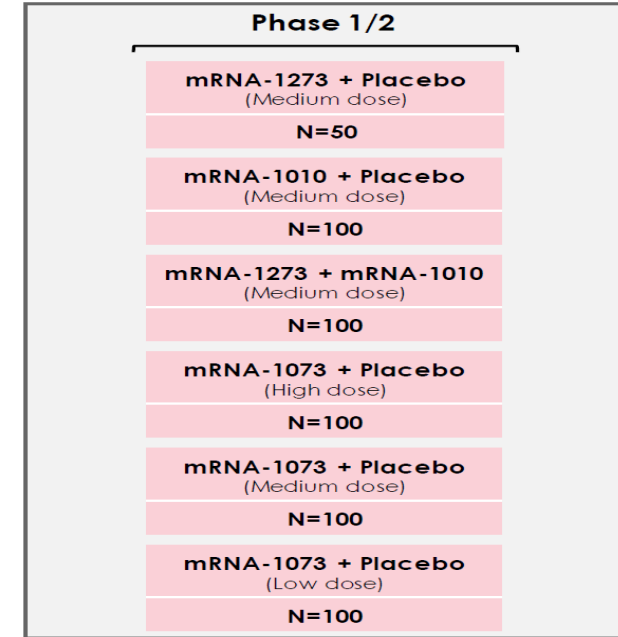 Phase 1/2
mRNA-1273 + Placebo
(Medium dose)
N=50
mRNA-1010 + Placebo
(Medium dose)
N=100
mRNA-1273 + mRNA-1010
(Medium dose)
N=100
mRNA-1073 + Placebo
(High dose)
N=100
mRNA-1073 + Placebo
(Medium dose)
N=100
mRNA-1073 + Placebo
(Low dose)
N=100